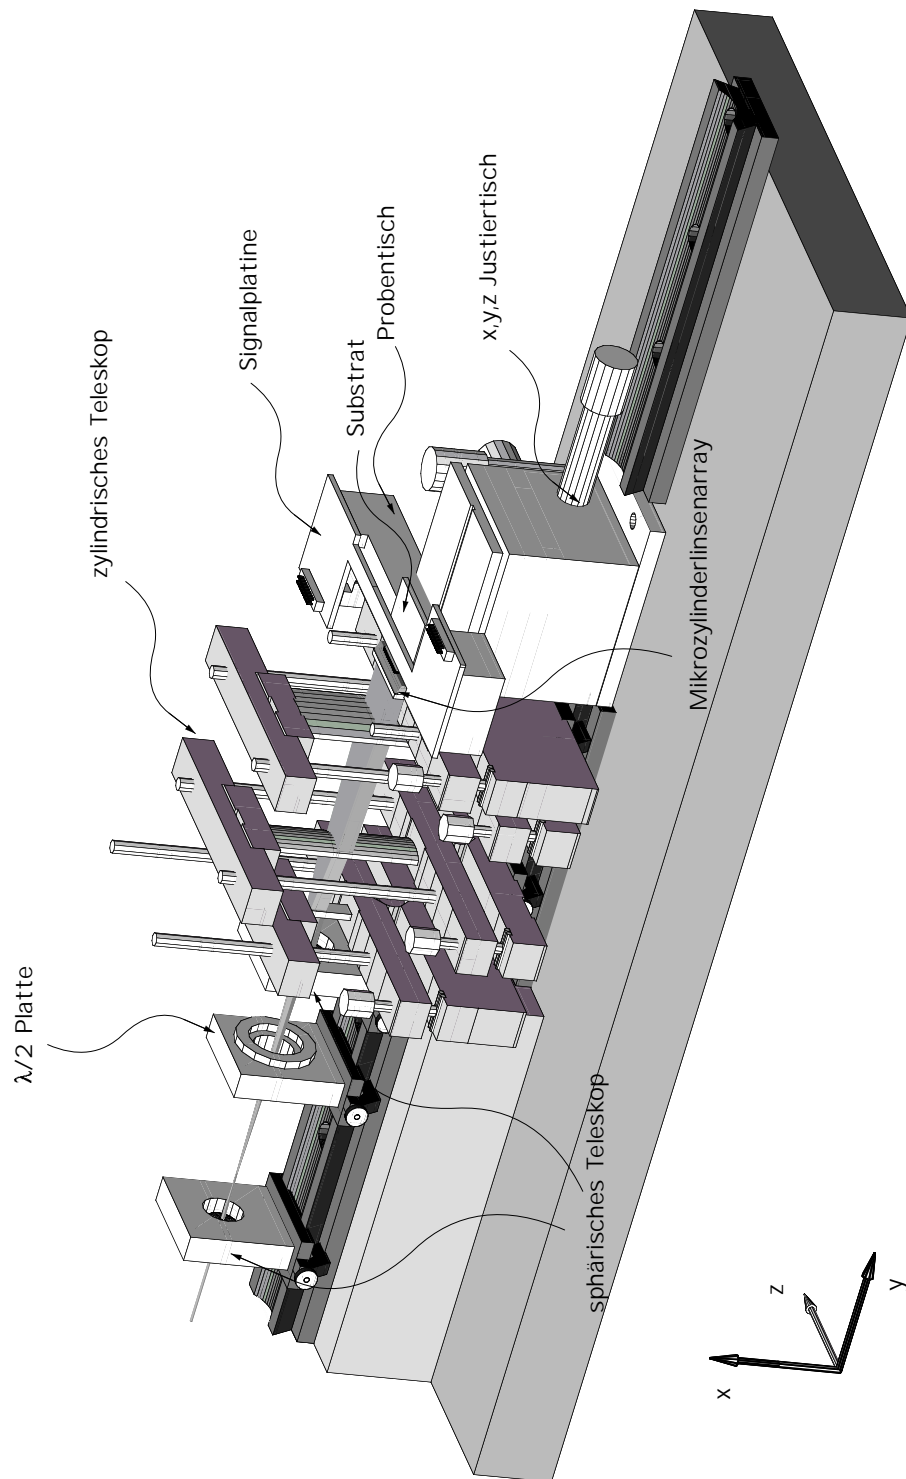 λ/2 Platte
zylindrisches Teleskop
Signalplatine
Substrat
Probentisch
x,y,z Justiertisch
Mikrozylinderlinsenarray
sphärisches Teleskop
x
z
y